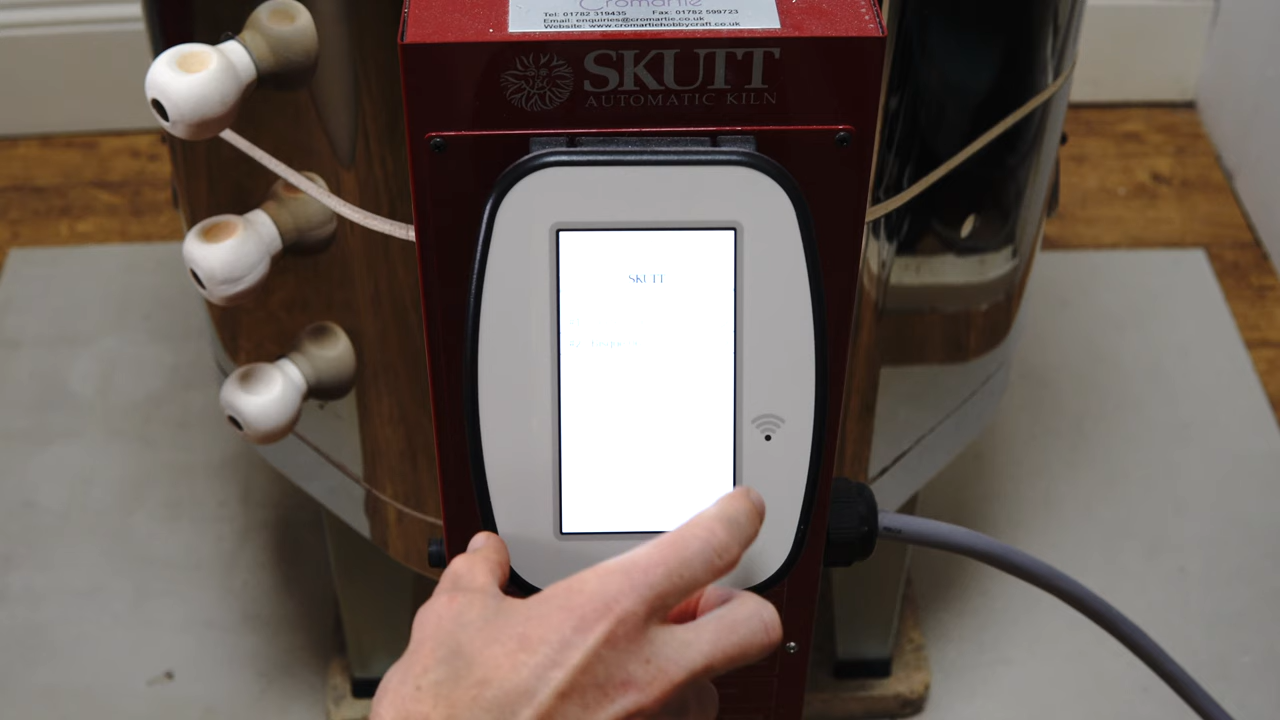 Cromartie
Tel: 01782 319435 Fax: 01782 599723
Email: enquiries@cromartie.co.uk
Website: www.cromartiehobbycraft.co.uk
SKUTT
AUTOMATIC KILN
SKUTT